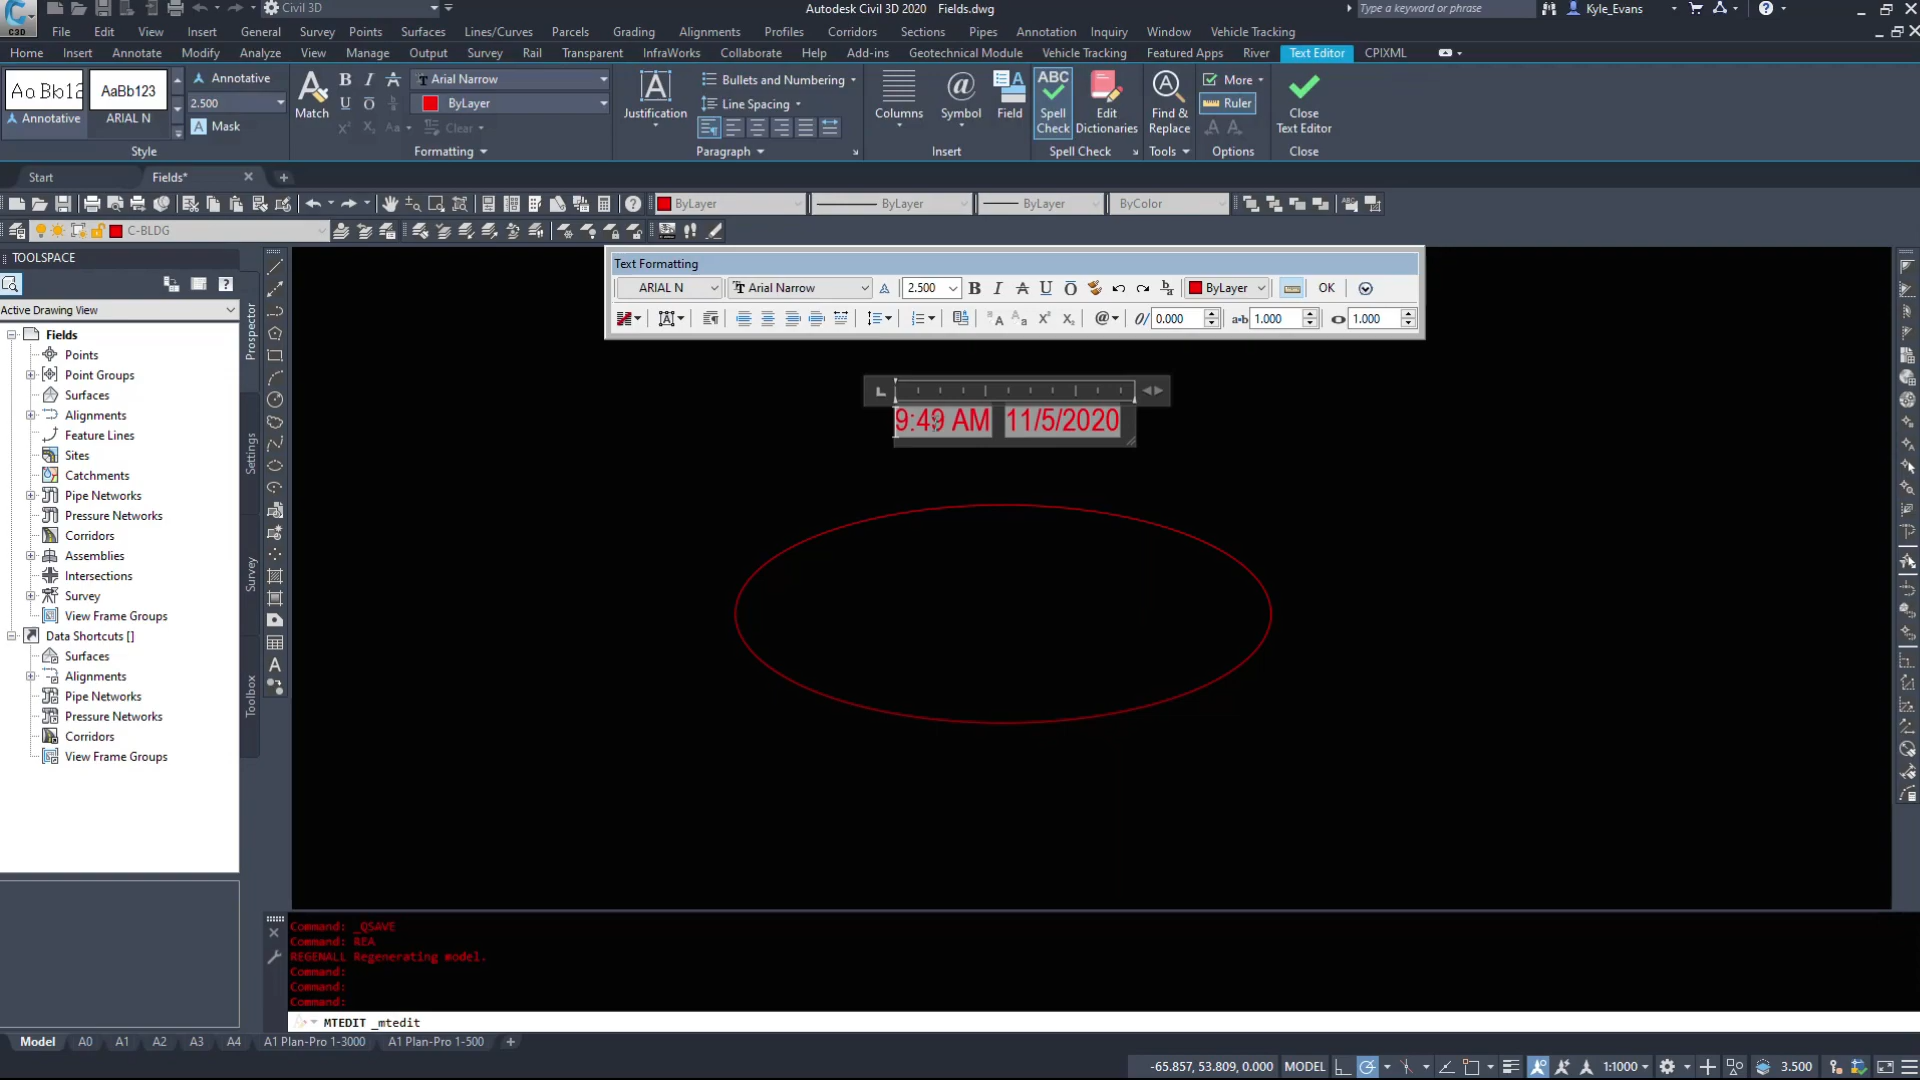 C3D
Civil 3D
Autodesk Civil 3D 2020 Fields.dwg
Type a keyword or phrase
Kyle_Evans
File Edit View Insert General Survey Points Surfaces Lines/Curves Parcels Grading Alignments Profiles Corridors Sections Pipes Annotation Inquiry Window Vehicle Tracking
Home Insert Annotate Modify Analyze View Manage Output Survey Rail Transparent InfraWorks Collaborate Help Add-ins Geotechnical Module Vehicle Tracking Featured Apps River Text Editor CPIXML
Aa Bb12
Annotative
AaBb123
ARIAL N
Annotative
2.500
A Mask
Style
Match
B I A
U O
Arial Narrow
ByLayer
Clear
Formatting
Justification
Bullets and Numbering
Line Spacing
Paragraph
Columns
Symbol
Field
Insert
ABC
Spell
Check
Edit
Dictionaries
Spell Check
Find &
Replace
Tools
More
Ruler
Options
Close
Text Editor
Close
Start
Fields*
ByLayer
ByLayer
ByLayer
ByColor
C-BLDG
TOOLSPACE
Active Drawing View
Fields
Points
Point Groups
Surfaces
Alignments
Feature Lines
Sites
Catchments
Pipe Networks
Pressure Networks
Corridors
Assemblies
Intersections
Survey
View Frame Groups
Data Shortcuts []
Surfaces
Alignments
Pipe Networks
Pressure Networks
Corridors
View Frame Groups
Prospector
Settings
Survey
Toolbox
Text Formatting
ARIAL N Arial Narrow 2.500 B I A U O ByLayer OK
@ 0/ 0.000 a-b 1.000 1.000
9:49 AM 11/5/2020
Command: _QSAVE
Command: REA
REGENALL Regenerating model.
Command:
Command:
Command:
MTEDIT _mtedit
Model A0 A1 A2 A3 A4 A1 Plan-Pro 1-3000 A1 Plan-Pro 1-500
-65.857, 53.809, 0.000 MODEL 1:1000 3.500